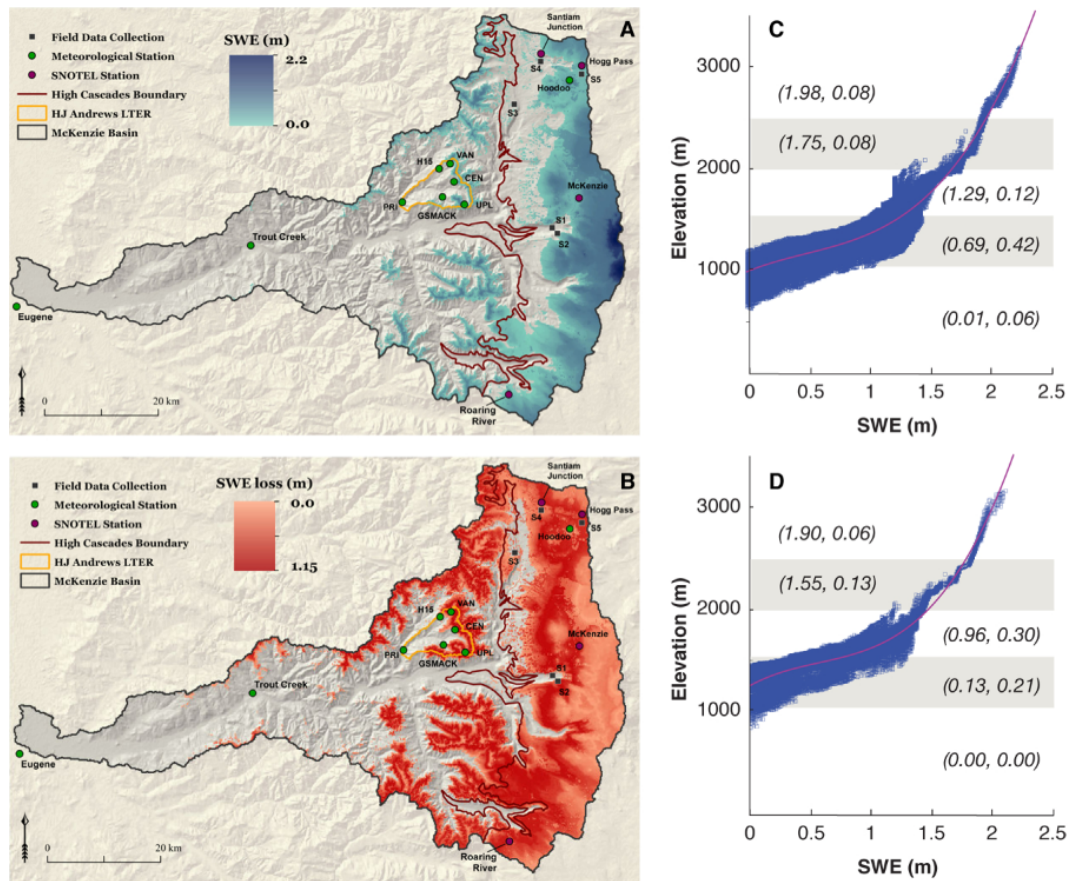 A
Field Data Collection
Meteorological Station
SNOTEL Station
High Cascades Boundary
HJ Andrews LTER
McKenzie Basin
SWE (m)
2.2
0.0
Santiam
Junction
S4
Hogg Pass
S5
Hoodoo
S3
H15
VAN
CEN
McKenzie
PRI
GSMACK
UPL
S1
S2
Trout Creek
Eugene
0 20 km
Roaring
River
C
3000
2000
1000
Elevation (m)
(1.98, 0.08)
(1.75, 0.08)
(1.29, 0.12)
(0.69, 0.42)
(0.01, 0.06)
0 0.5 1 1.5 2 2.5
SWE (m)
B
Field Data Collection
Meteorological Station
SNOTEL Station
High Cascades Boundary
HJ Andrews LTER
McKenzie Basin
SWE loss (m)
0.0
1.15
Santiam
Junction
S4
Hogg Pass
S5
Hoodoo
S3
H15
VAN
CEN
McKenzie
PRI
GSMACK
UPL
S1
S2
Trout Creek
Eugene
0 20 km
Roaring
River
D
3000
2000
1000
Elevation (m)
(1.90, 0.06)
(1.55, 0.13)
(0.96, 0.30)
(0.13, 0.21)
(0.00, 0.00)
0 0.5 1 1.5 2 2.5
SWE (m)